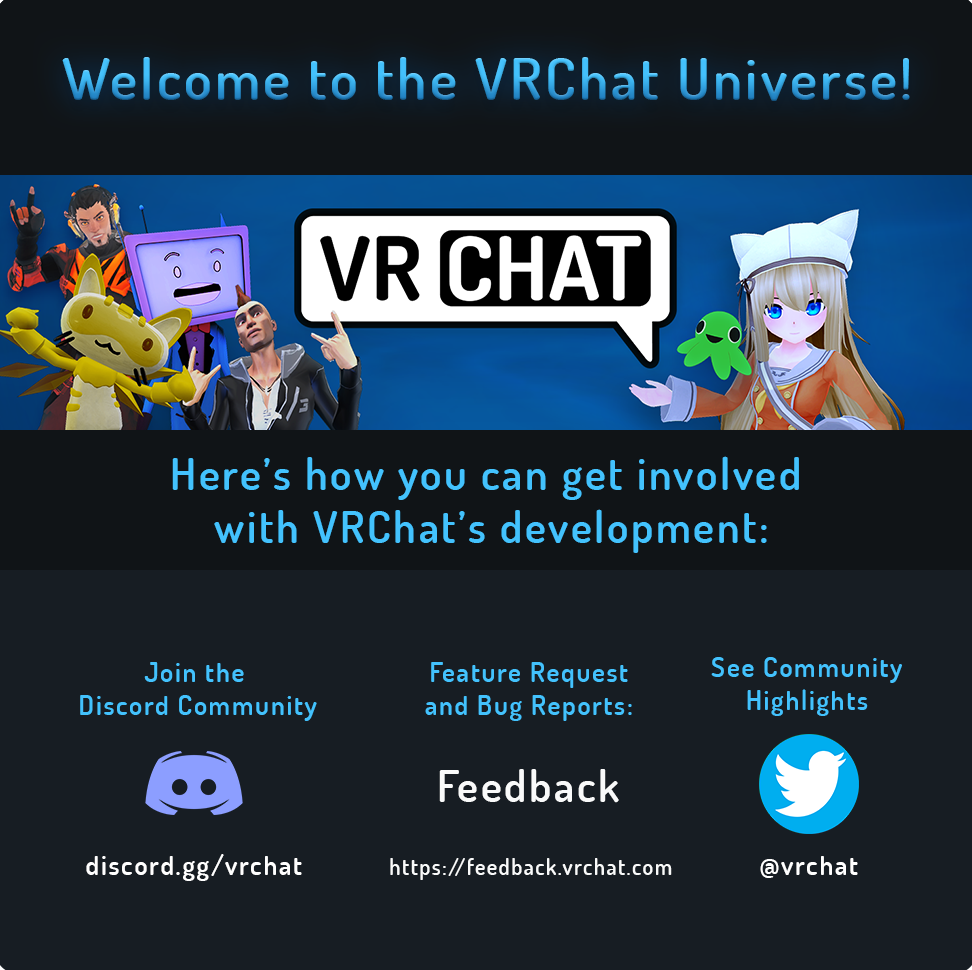 Welcome to the VRChat Universe!
VR CHAT
Here’s how you can get involved
with VRChat’s development:
Join the
Discord Community
discord.gg/vrchat
Feature Request
and Bug Reports:
Feedback
https://feedback.vrchat.com
See Community
Highlights
@vrchat